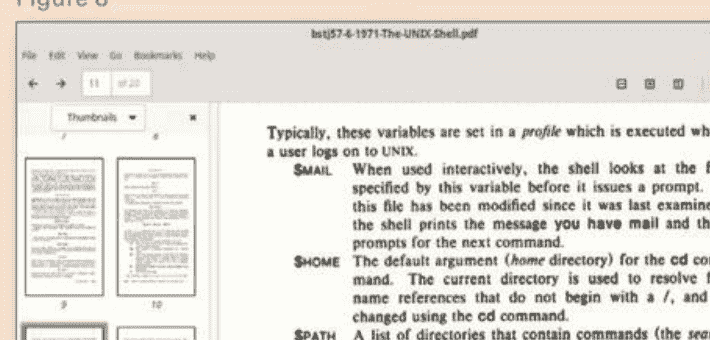 Figure 8
bstj57-6-1971-The-UNIX-Shell.pdf
File Edit View Go Bookmarks Help
11 of 20
Thumbnails
7 8
9 10
Typically, these variables are set in a profile which is executed wh
a user logs on to UNIX.
$MAIL When used interactively, the shell looks at the f
specified by this variable before it issues a prompt.
this file has been modified since it was last examine
the shell prints the message you have mail and th
prompts for the next command.
$HOME The default argument (home directory) for the cd co
mand. The current directory is used to resolve f
name references that do not begin with a /, and
changed using the cd command.
$PATH A list of directories that contain commands (the sear